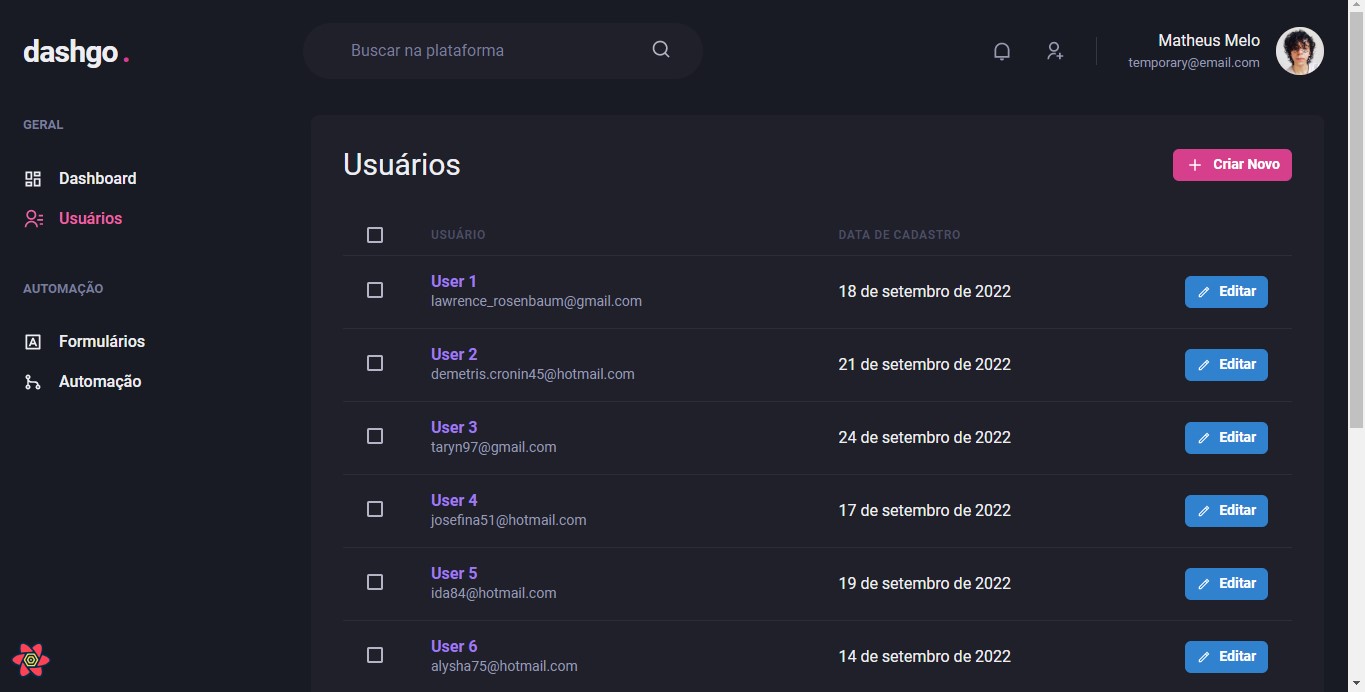 dashgo.
Buscar na plataforma
Matheus Melo
temporary@email.com
GERAL
Dashboard
Usuários
AUTOMAÇÃO
Formulários
Automação
Usuários
Criar Novo
USUÁRIO
DATA DE CADASTRO
User 1
lawrence_rosenbaum@gmail.com
18 de setembro de 2022
Editar
User 2
demetris.cronin45@hotmail.com
21 de setembro de 2022
Editar
User 3
taryn97@gmail.com
24 de setembro de 2022
Editar
User 4
josefina51@hotmail.com
17 de setembro de 2022
Editar
User 5
ida84@hotmail.com
19 de setembro de 2022
Editar
User 6
alysha75@hotmail.com
14 de setembro de 2022
Editar